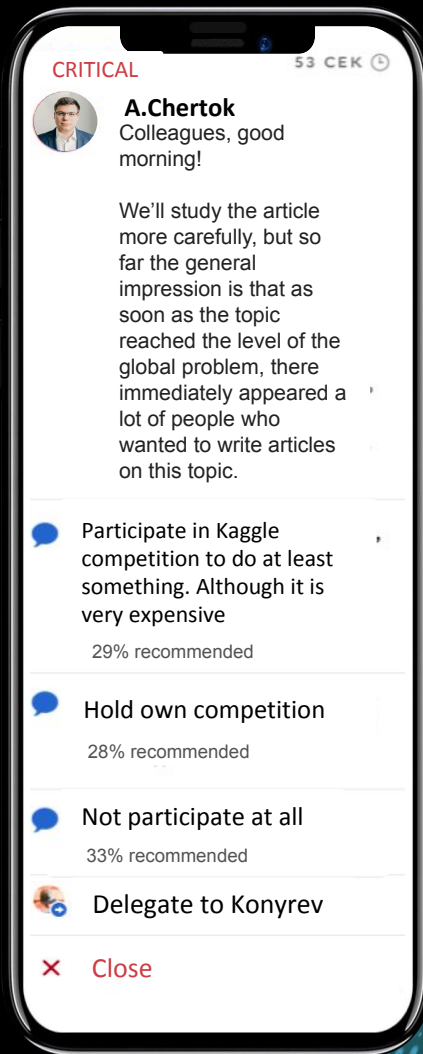 CRITICAL
53 СЕК
A.Chertok
Colleagues, good
morning!
We'll study the article
more carefully, but so
far the general
impression is that as
soon as the topic
reached the level of the
global problem, there
immediately appeared a
lot of people who
wanted to write articles
on this topic.
Participate in Kaggle
competition to do at least
something. Although it is
very expensive
29% recommended
Hold own competition
28% recommended
Not participate at all
33% recommended
Delegate to Konyrev
Close